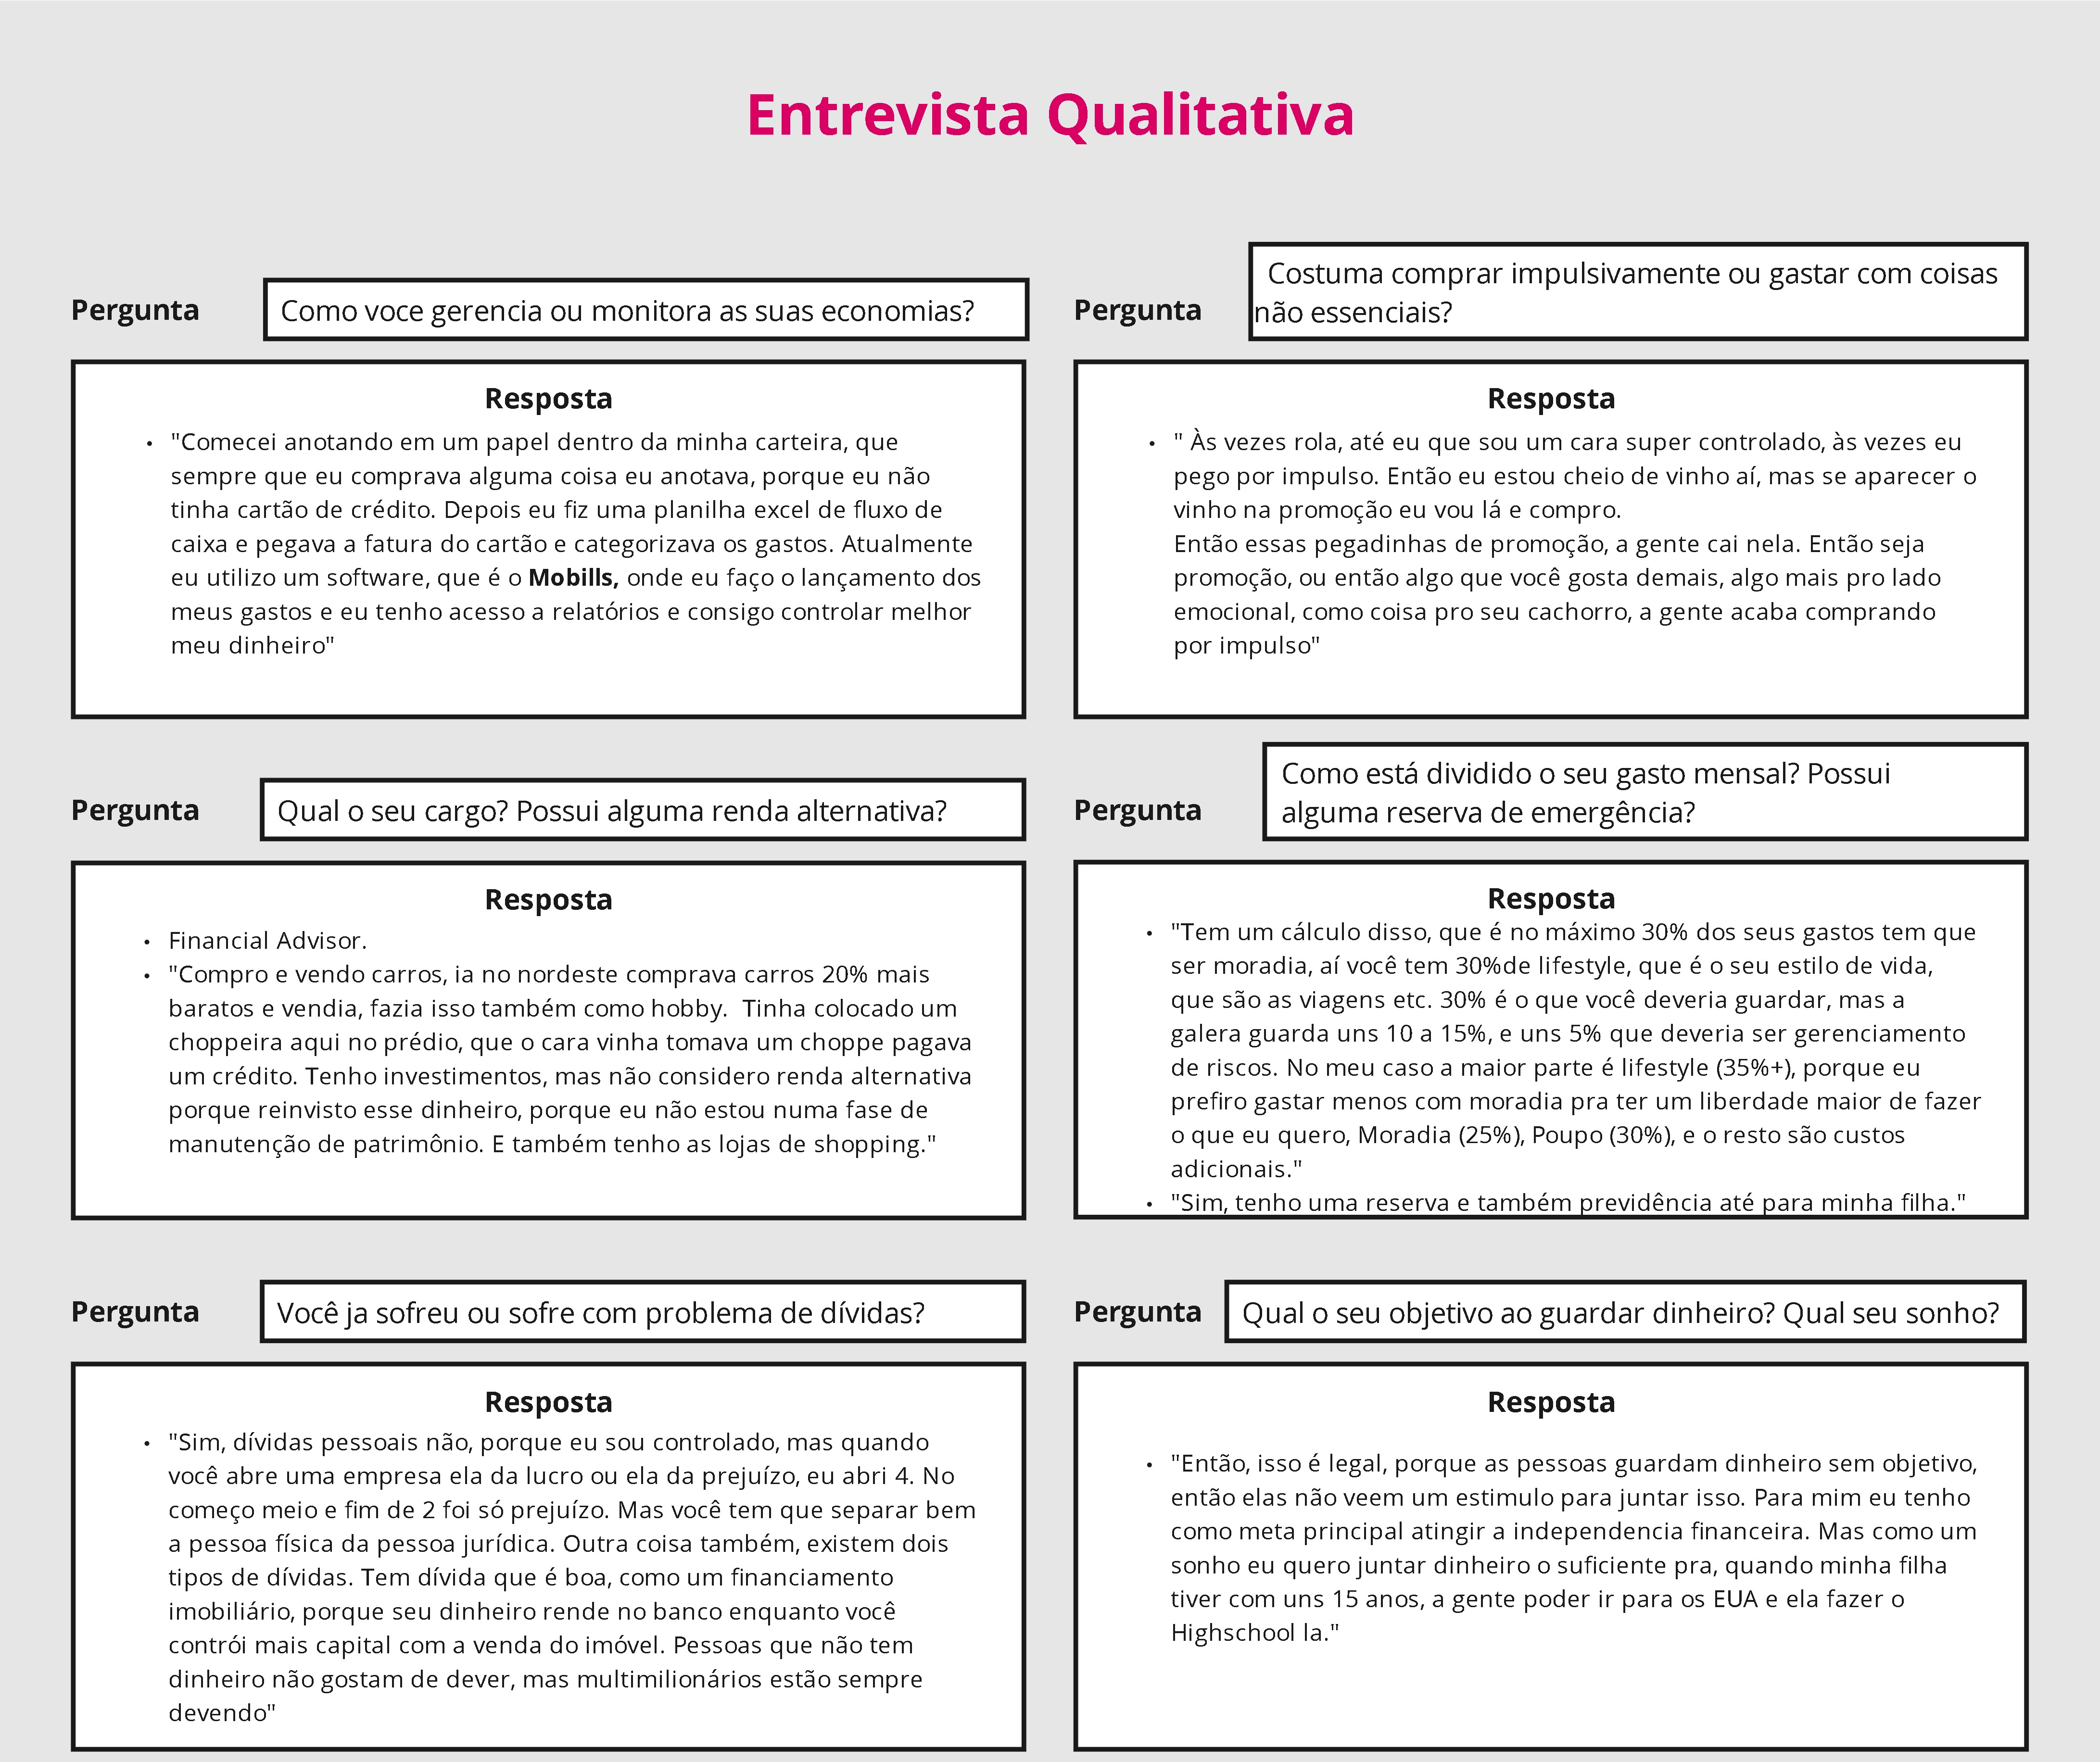 Entrevista Qualitativa
Pergunta
Como voce gerencia ou monitora as suas economias?
Resposta
• "Comecei anotando em um papel dentro da minha carteira, que
sempre que eu comprava alguma coisa eu anotava, porque eu não
tinha cartão de crédito. Depois eu fiz uma planilha excel de fluxo de
caixa e pegava a fatura do cartão e categorizava os gastos. Atualmente
eu utilizo um software, que é o Mobills, onde eu faço o lançamento dos
meus gastos e eu tenho acesso a relatórios e consigo controlar melhor
meu dinheiro"
Pergunta
Costuma comprar impulsivamente ou gastar com coisas
não essenciais?
Resposta
• " Às vezes rola, até eu que sou um cara super controlado, às vezes eu
pego por impulso. Então eu estou cheio de vinho aí, mas se aparecer o
vinho na promoção eu vou lá e compro.
Então essas pegadinhas de promoção, a gente cai nela. Então seja
promoção, ou então algo que você gosta demais, algo mais pro lado
emocional, como coisa pro seu cachorro, a gente acaba comprando
por impulso"
Pergunta
Qual o seu cargo? Possui alguma renda alternativa?
Resposta
• Financial Advisor.
• "Compro e vendo carros, ia no nordeste comprava carros 20% mais
baratos e vendia, fazia isso também como hobby.  Tinha colocado um
choppeira aqui no prédio, que o cara vinha tomava um choppe pagava
um crédito. Tenho investimentos, mas não considero renda alternativa
porque reinvisto esse dinheiro, porque eu não estou numa fase de
manutenção de patrimônio. E também tenho as lojas de shopping."
Pergunta
Como está dividido o seu gasto mensal? Possui
alguma reserva de emergência?
Resposta
• "Tem um cálculo disso, que é no máximo 30% dos seus gastos tem que
ser moradia, aí você tem 30%de lifestyle, que é o seu estilo de vida,
que são as viagens etc. 30% é o que você deveria guardar, mas a
galera guarda uns 10 a 15%, e uns 5% que deveria ser gerenciamento
de riscos. No meu caso a maior parte é lifestyle (35%+), porque eu
prefiro gastar menos com moradia pra ter um liberdade maior de fazer
o que eu quero, Moradia (25%), Poupo (30%), e o resto são custos
adicionais."
• "Sim, tenho uma reserva e também previdência até para minha filha."
Pergunta
Você ja sofreu ou sofre com problema de dívidas?
Resposta
• "Sim, dívidas pessoais não, porque eu sou controlado, mas quando
você abre uma empresa ela da lucro ou ela da prejuízo, eu abri 4. No
começo meio e fim de 2 foi só prejuízo. Mas você tem que separar bem
a pessoa física da pessoa jurídica. Outra coisa também, existem dois
tipos de dívidas. Tem dívida que é boa, como um financiamento
imobiliário, porque seu dinheiro rende no banco enquanto você
contrói mais capital com a venda do imóvel. Pessoas que não tem
dinheiro não gostam de dever, mas multimilionários estão sempre
devendo"
Pergunta
Qual o seu objetivo ao guardar dinheiro? Qual seu sonho?
Resposta
• "Então, isso é legal, porque as pessoas guardam dinheiro sem objetivo,
então elas não veem um estimulo para juntar isso. Para mim eu tenho
como meta principal atingir a independencia financeira. Mas como um
sonho eu quero juntar dinheiro o suficiente pra, quando minha filha
tiver com uns 15 anos, a gente poder ir para os EUA e ela fazer o
Highschool la."